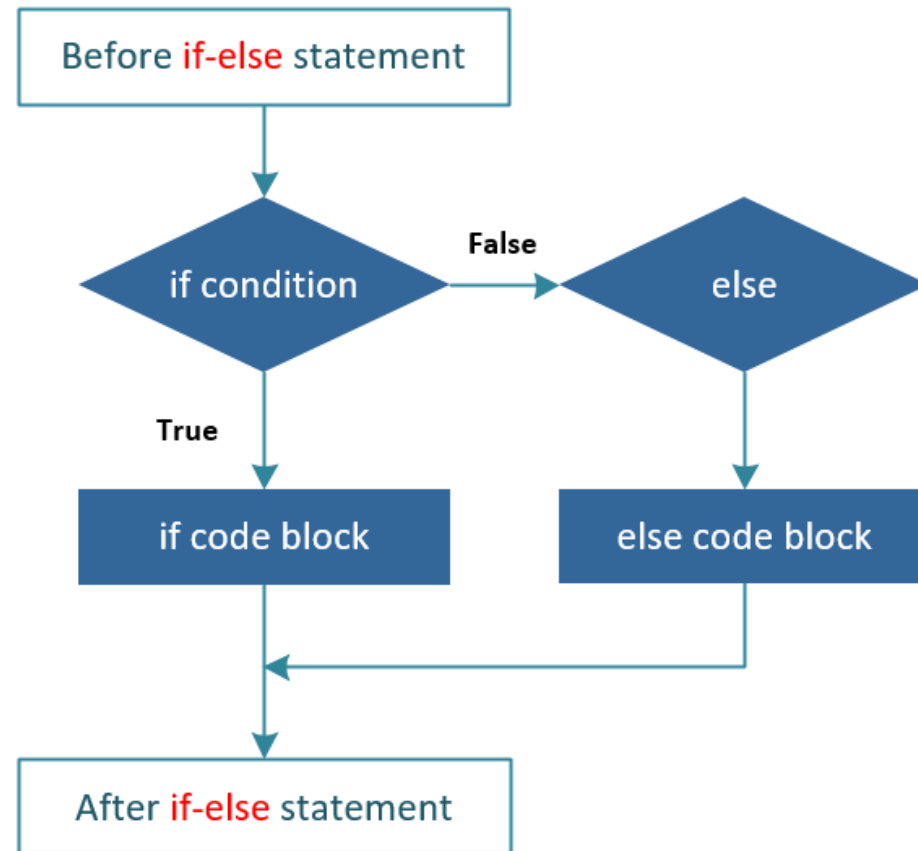 Before if-else statement
False
if condition
else
True
if code block
else code block
After if-else statement